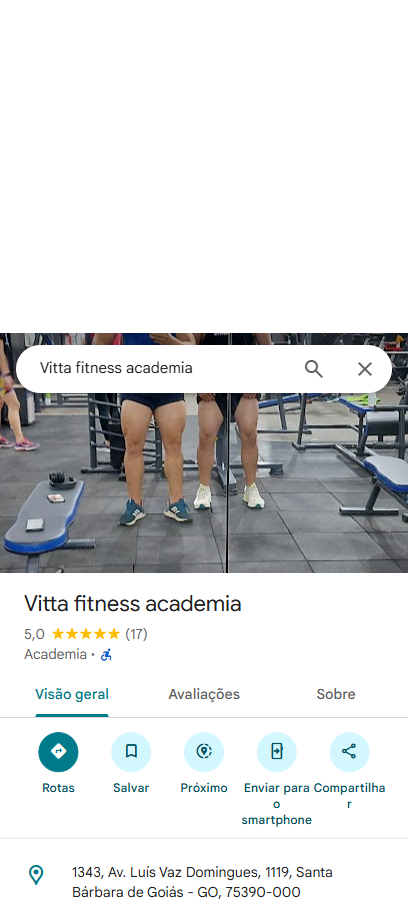 Vitta fitness academia
Vitta fitness academia
5,0 (17)
Academia ·
Visão geral
Avaliações
Sobre
Rotas
Salvar
Próximo
Enviar para
o
smartphone
Compartilha
r
1343, Av. Luís Vaz Domingues, 1119, Santa
Bárbara de Goiás - GO, 75390-000